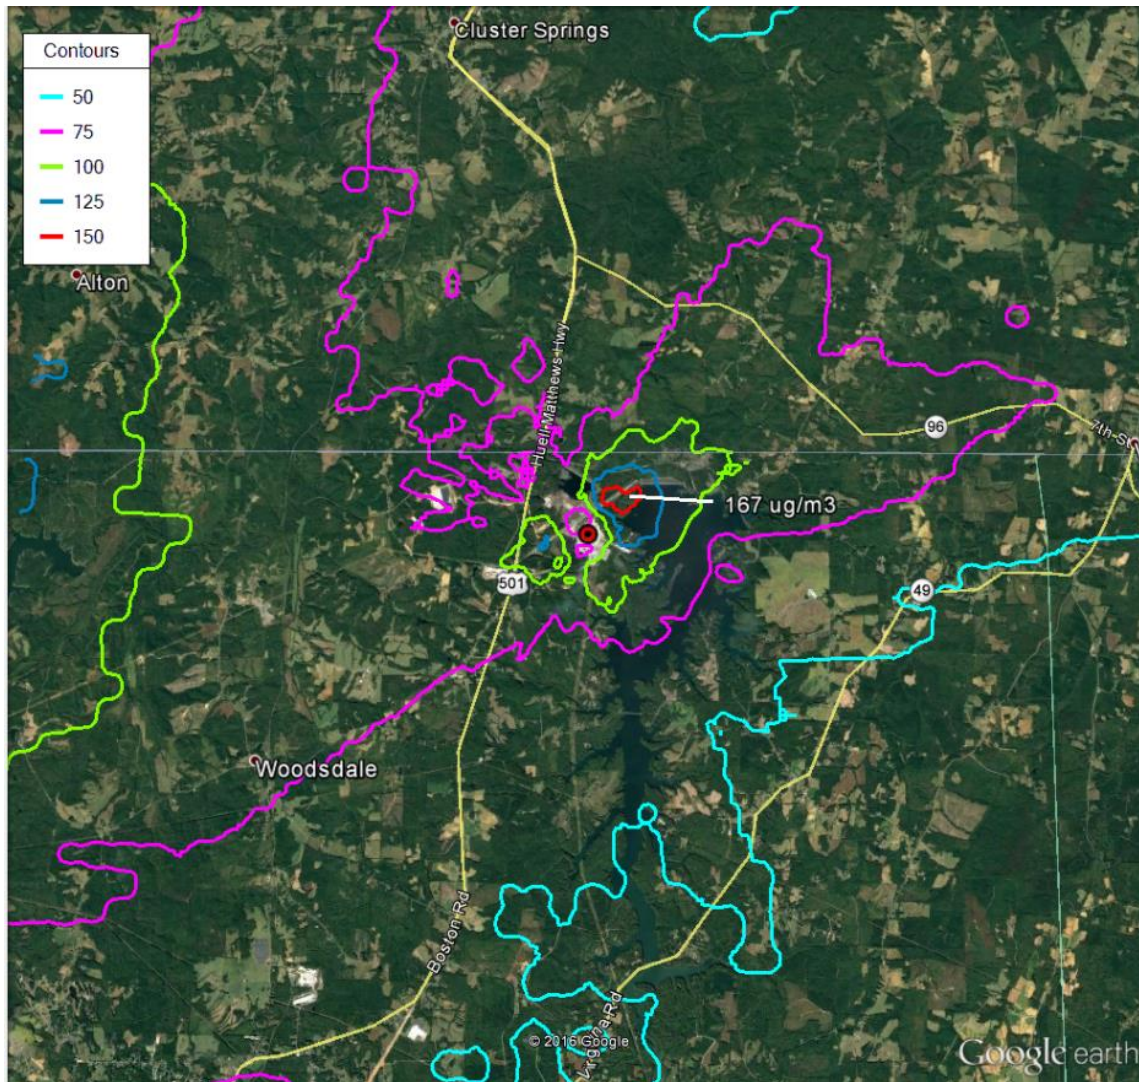 Cluster Springs
Contours
50
75
100
125
150
Alton
Huell Matthews Hwy
96
7th St
167 ug/m3
501
49
Woodsdale
Boston Rd
© 2016 Google
Google earth